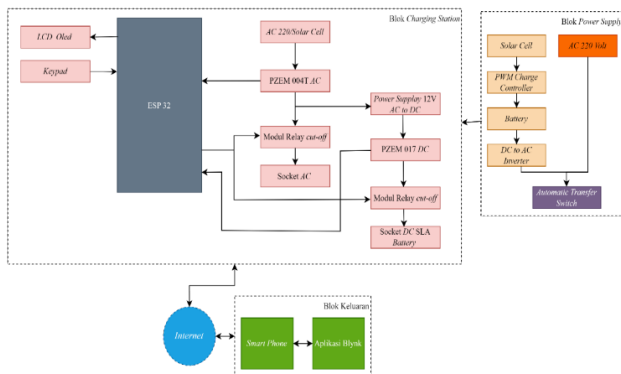 Blok Charging Station
LCD Oled
Keypad
ESP 32
AC 220/Solar Cell
PZEM 004T AC
Modul Relay cut-off
Socket AC
Power Supplay 12V
AC to DC
PZEM 017 DC
Modul Relay cut-off
Socket DC SLA
Battery
Blok Power Supply
Solar Cell
AC 220 Volt
PWM Charge
Controller
Battery
DC to AC
Inverter
Automatic Transfer
Switch
Internet
Blok Keluaran
Smart Phone
Aplikasi Blynk